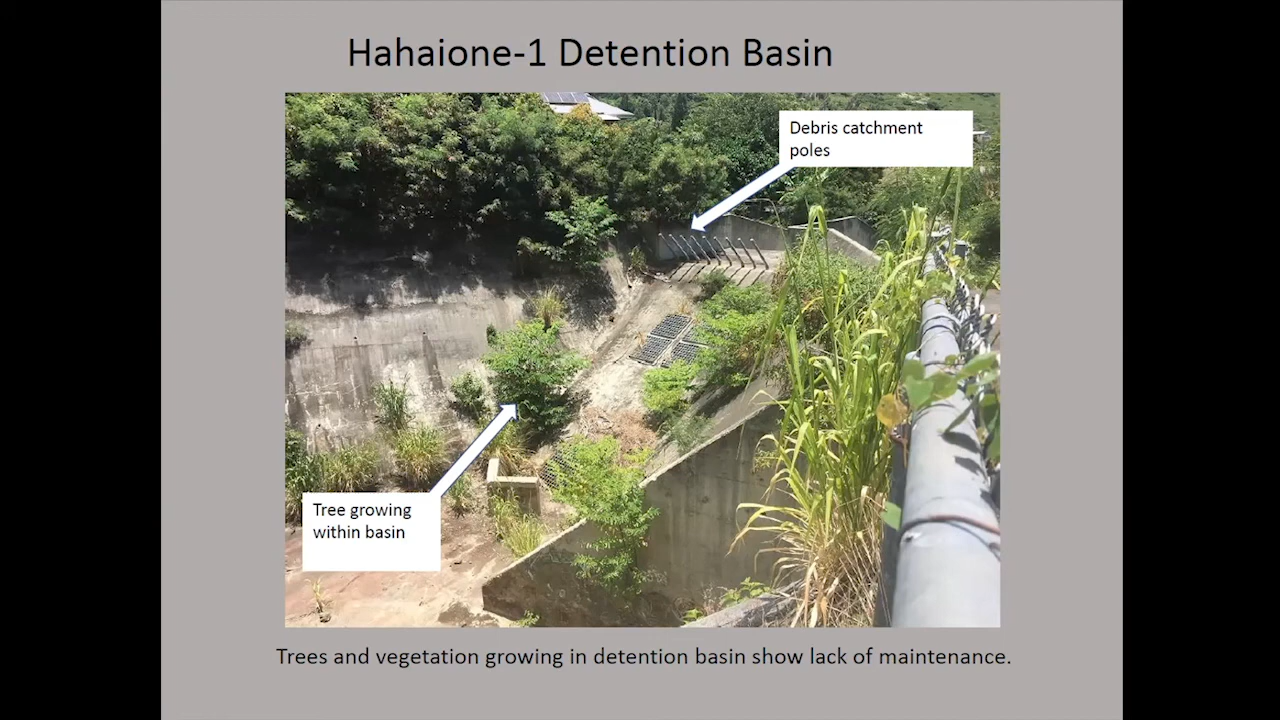 Hahaione-1 Detention Basin
Debris catchment
poles
Tree growing
within basin
Trees and vegetation growing in detention basin show lack of maintenance.